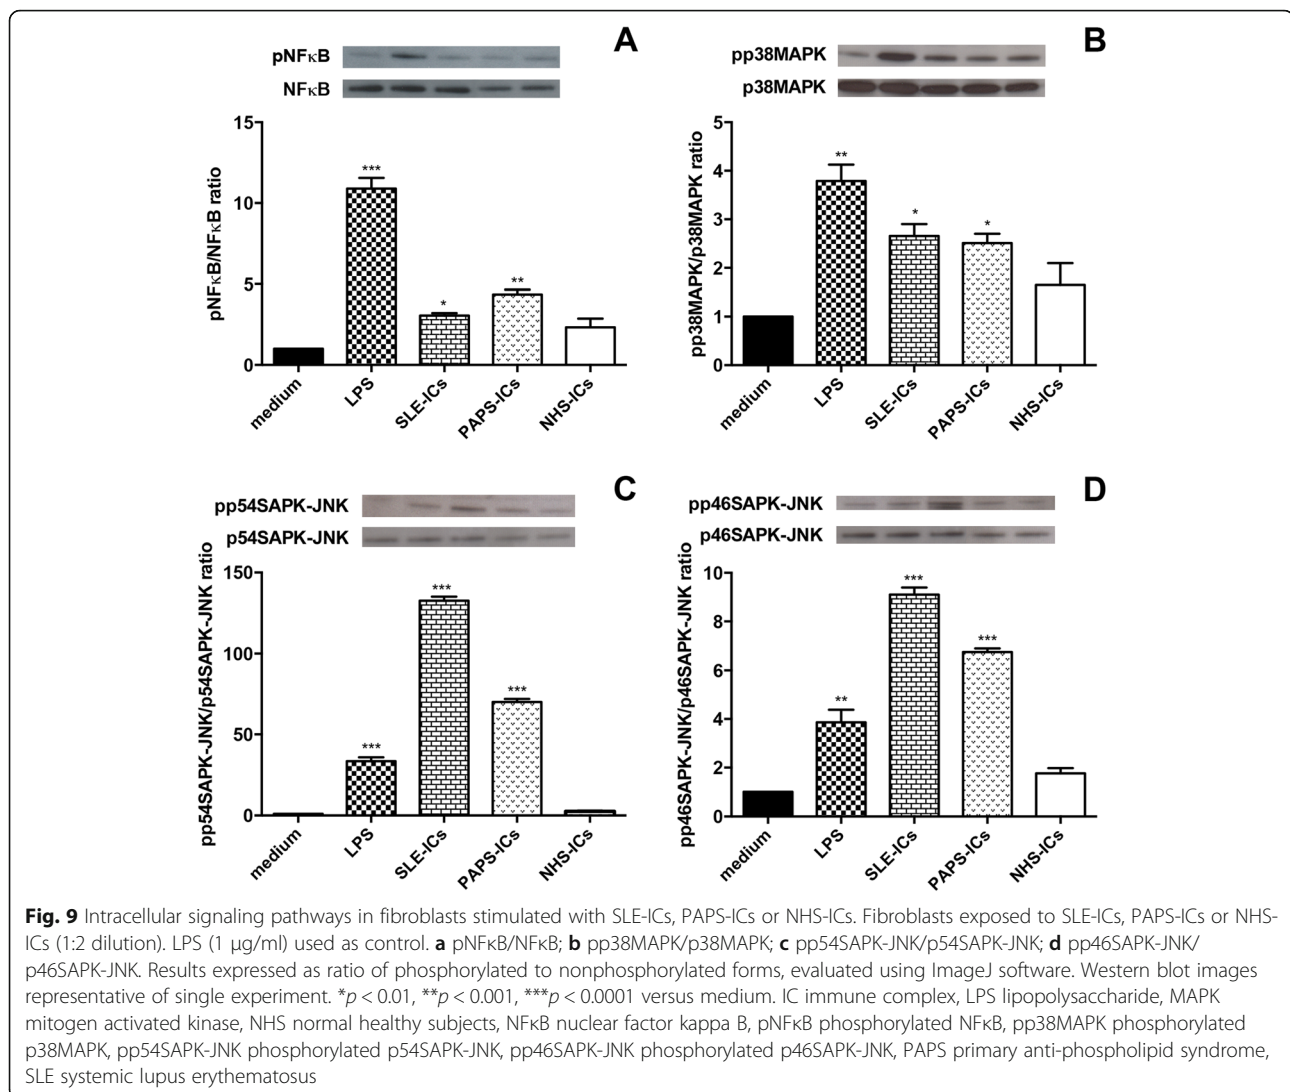 A
pNFκB
NFκB
pNFκB/NFκB ratio
15
10
5
0
***
*
**
medium
LPS
SLE-ICs
PAPS-ICs
NHS-ICs
B
pp38MAPK
p38MAPK
pp38MAPK/p38MAPK ratio
5
4
3
2
1
0
**
*
*
medium
LPS
SLE-ICs
PAPS-ICs
NHS-ICs
C
pp54SAPK-JNK
p54SAPK-JNK
pp54SAPK-JNK/p54SAPK-JNK ratio
150
100
50
0
***
***
***
medium
LPS
SLE-ICs
PAPS-ICs
NHS-ICs
D
pp46SAPK-JNK
p46SAPK-JNK
pp46SAPK-JNK/p46SAPK-JNK ratio
10
8
6
4
2
0
**
***
***
medium
LPS
SLE-ICs
PAPS-ICs
NHS-ICs
Fig. 9 Intracellular signaling pathways in fibroblasts stimulated with SLE-ICs, PAPS-ICs or NHS-ICs. Fibroblasts exposed to SLE-ICs, PAPS-ICs or NHS-
ICs (1:2 dilution). LPS (1 μg/ml) used as control. a pNFκB/NFκB; b pp38MAPK/p38MAPK; c pp54SAPK-JNK/p54SAPK-JNK; d pp46SAPK-JNK/
p46SAPK-JNK. Results expressed as ratio of phosphorylated to nonphosphorylated forms, evaluated using ImageJ software. Western blot images
representative of single experiment. *p < 0.01, **p < 0.001, ***p < 0.0001 versus medium. IC immune complex, LPS lipopolysaccharide, MAPK
mitogen activated kinase, NHS normal healthy subjects, NFκB nuclear factor kappa B, pNFκB phosphorylated NFκB, pp38MAPK phosphorylated
p38MAPK, pp54SAPK-JNK phosphorylated p54SAPK-JNK, pp46SAPK-JNK phosphorylated p46SAPK-JNK, PAPS primary anti-phospholipid syndrome,
SLE systemic lupus erythematosus